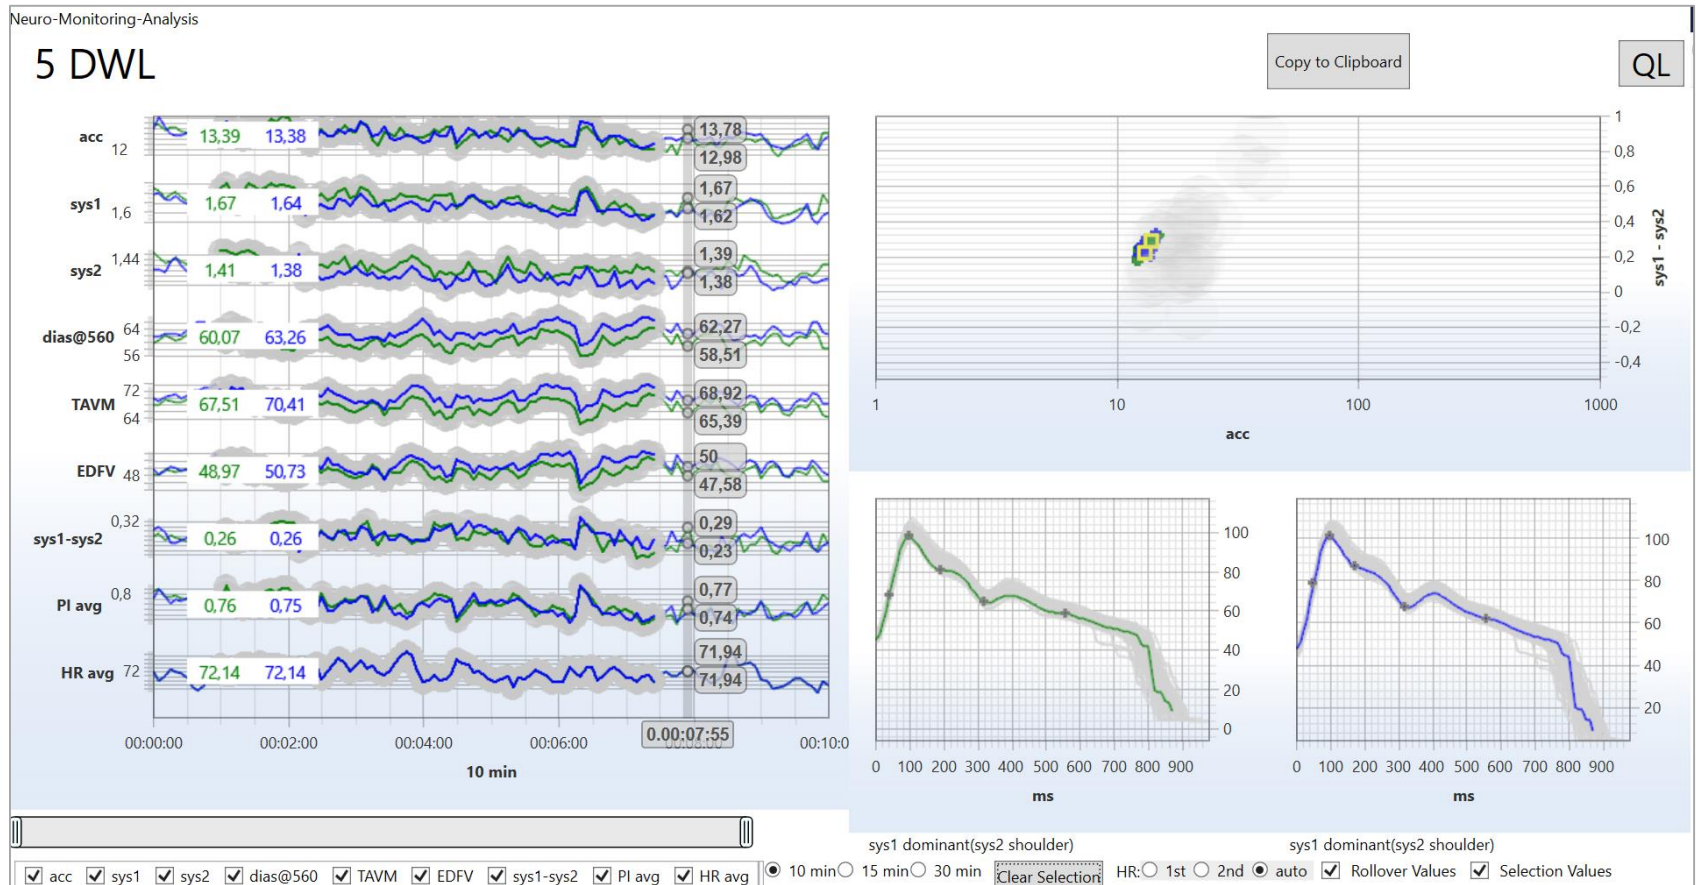 Neuro-Monitoring-Analysis
5 DWL
Copy to Clipboard
QL
acc 12 13,39 13,38 13,78 12,98
sys1 1,6 1,67 1,64 1,67 1,62
sys2 1,44 1,41 1,38 1,39 1,38
dias@560 64 56 60,07 63,26 62,27 58,51
TAVM 72 64 67,51 70,41 68,92 65,39
EDFV 48 48,97 50,73 50 47,58
sys1-sys2 0,32 0,26 0,26 0,29 0,23
PI avg 0,8 0,76 0,75 0,77 0,74
HR avg 72 72,14 72,14 71,94 71,94
0.00:07:55
00:00:00 00:02:00 00:04:00 00:06:00 00:10:0
10 min
1
0,8
0,6
0,4
0,2
0
-0,2
-0,4
sys1 - sys2
1 10 100 1000
acc
100
80
60
40
20
0
0 100 200 300 400 500 600 700 800 900
ms
100
80
60
40
20
0 100 200 300 400 500 600 700 800 900
ms
sys1 dominant(sys2 shoulder)
sys1 dominant(sys2 shoulder)
acc sys1 sys2 dias@560 TAVM EDFV sys1-sys2 PI avg HR avg
10 min 15 min 30 min Clear Selection HR: 1st 2nd auto Rollover Values Selection Values